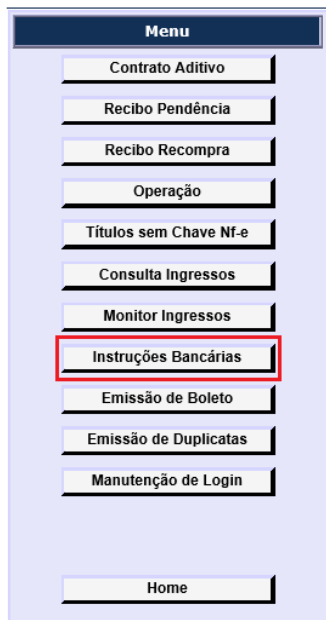 Menu
Contrato Aditivo
Recibo Pendência
Recibo Recompra
Operação
Títulos sem Chave Nf-e
Consulta Ingressos
Monitor Ingressos
Instruções Bancárias
Emissão de Boleto
Emissão de Duplicatas
Manutenção de Login
Home